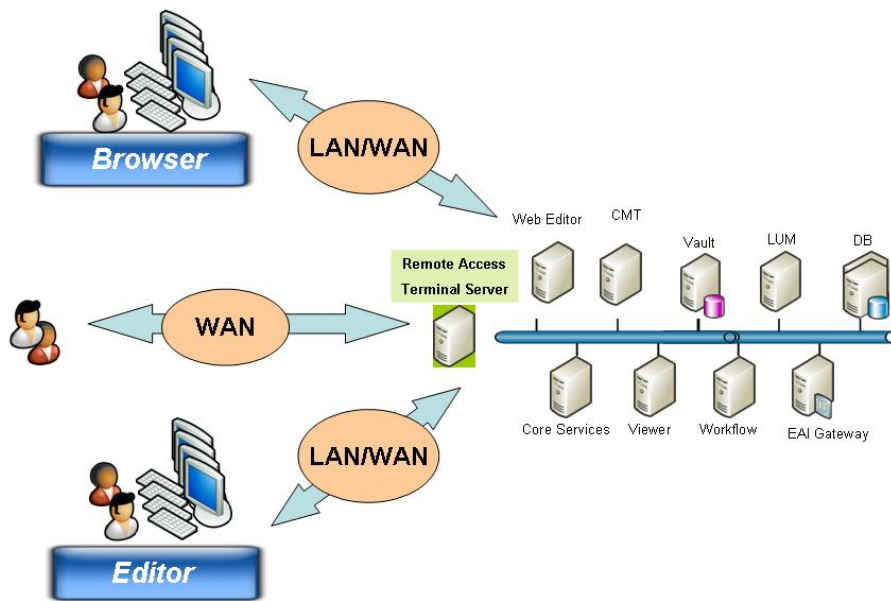 Browser
LAN/WAN
Web Editor
CMT
Vault
LUM
DB
Remote Access
Terminal Server
WAN
Core Services
Viewer
Workflow
EAI Gateway
LAN/WAN
Editor